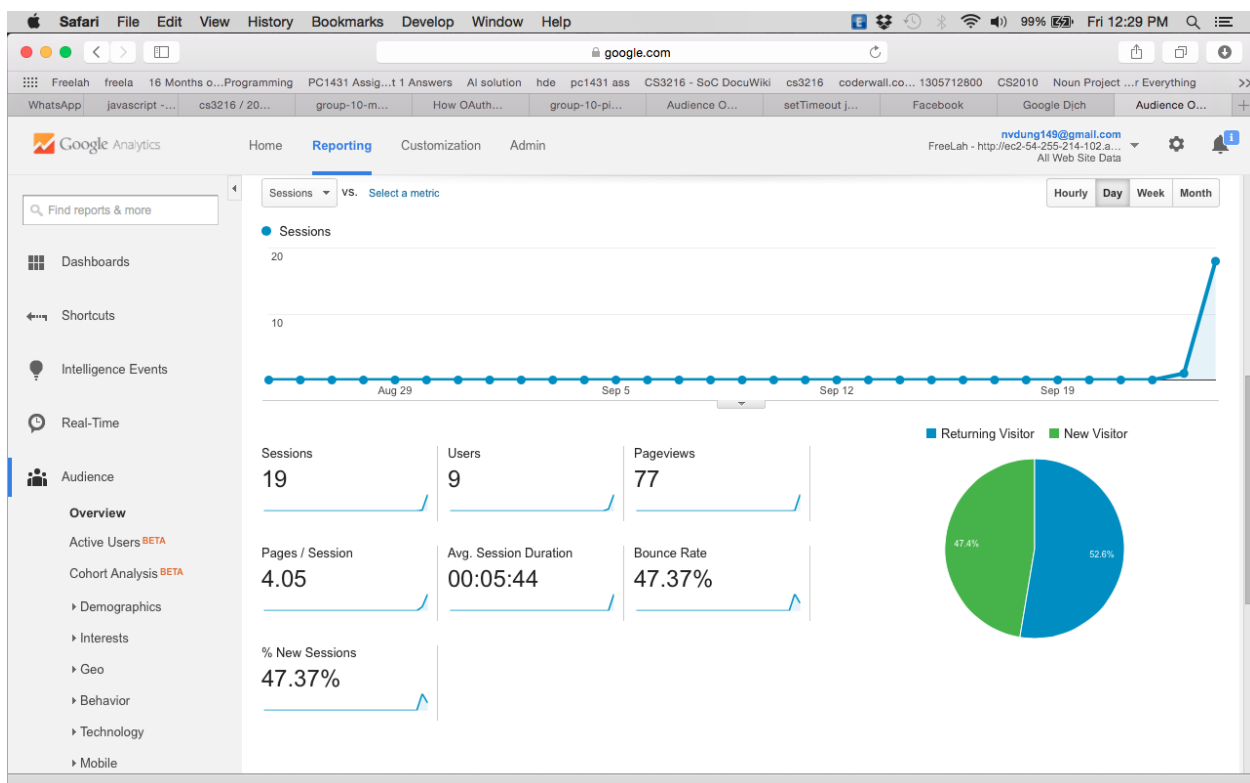 Safari File Edit View History Bookmarks Develop Window Help 99% Fri 12:29 PM
google.com
Freelah freela 16 Months o...Programming PC1431 Assig...t 1 Answers AI solution hde pc1431 ass CS3216 - SoC DocuWiki cs3216 coderwall.co... 1305712800 CS2010 Noun Project ...r Everything >>
WhatsApp javascript -... cs3216 / 20... group-10-m... How OAuth... group-10-pi... Audience O... setTimeout j... Facebook Google Dịch Audience O... +
Google Analytics Home Reporting Customization Admin
nvdung149@gmail.com
FreeLah - http://ec2-54-255-214-102.a...
All Web Site Data
1
Find reports & more
Dashboards
Shortcuts
Intelligence Events
Real-Time
Audience
Overview
Active Users BETA
Cohort Analysis BETA
Demographics
Interests
Geo
Behavior
Technology
Mobile
Sessions VS. Select a metric
Hourly Day Week Month
Sessions
20
10
Aug 29 Sep 5 Sep 12 Sep 19
Returning Visitor New Visitor
47.4% 52.6%
Sessions
19
Users
9
Pageviews
77
Pages / Session
4.05
Avg. Session Duration
00:05:44
Bounce Rate
47.37%
% New Sessions
47.37%